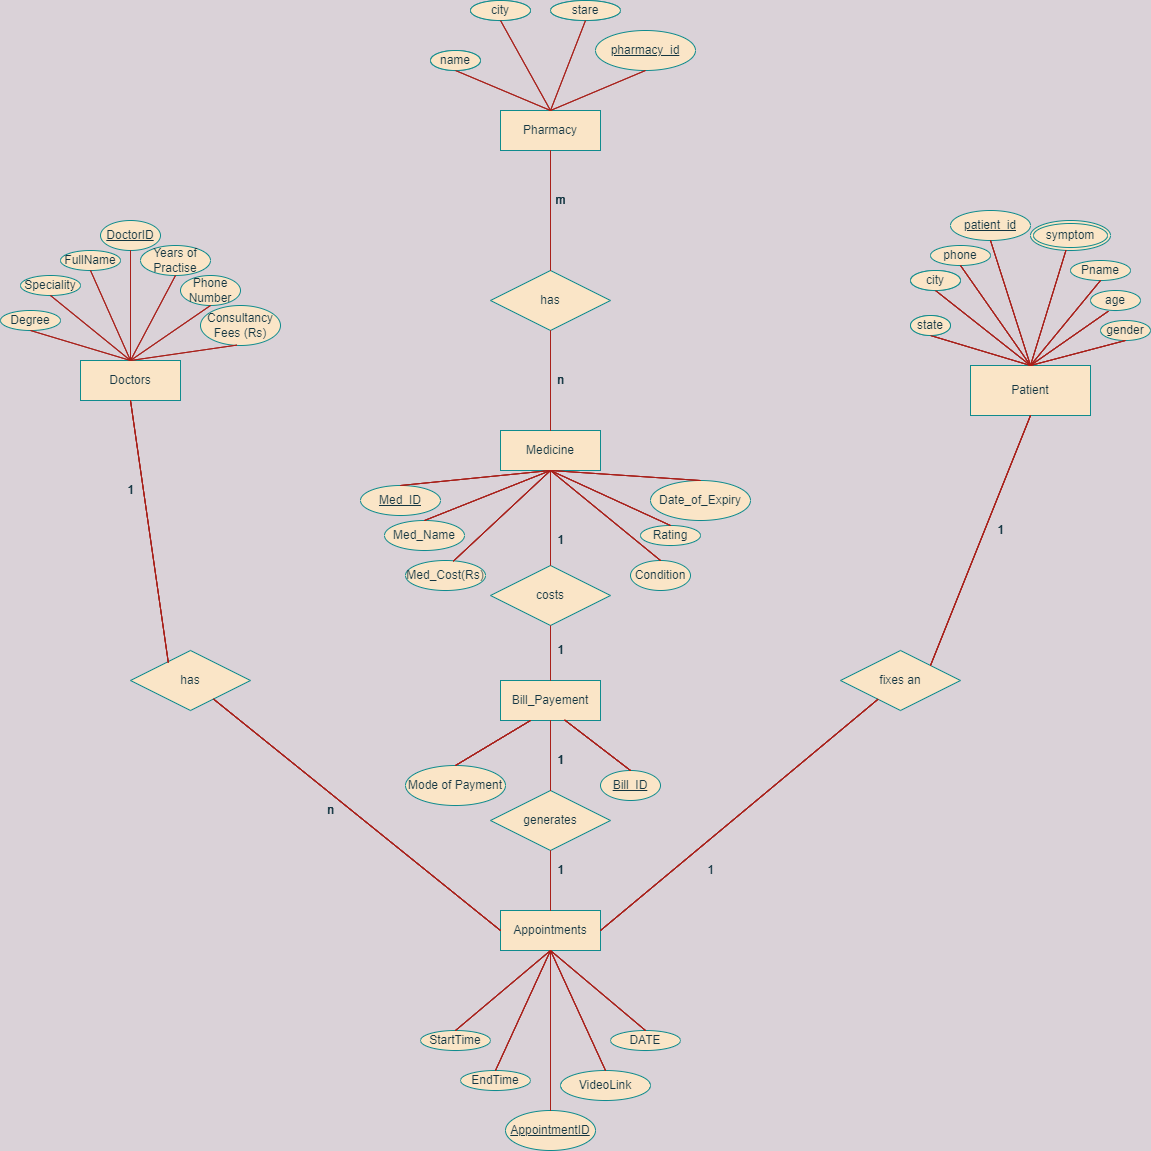 city
stare
pharmacy_id
name
Pharmacy
m
has
n
DoctorID
FullName
Years of
Practise
Speciality
Phone
Number
Degree
Consultancy
Fees (Rs)
Doctors
patient_id
symptom
phone
Pname
city
age
state
gender
Patient
Medicine
Med_ID
Date_of_Expiry
Med_Name
Rating
Med_Cost(Rs)
Condition
1
costs
1
1
1
has
fixes an
Bill_Payement
1
Mode of Payment
Bill_ID
generates
n
1
1
Appointments
StartTime
DATE
EndTime
VideoLink
AppointmentID